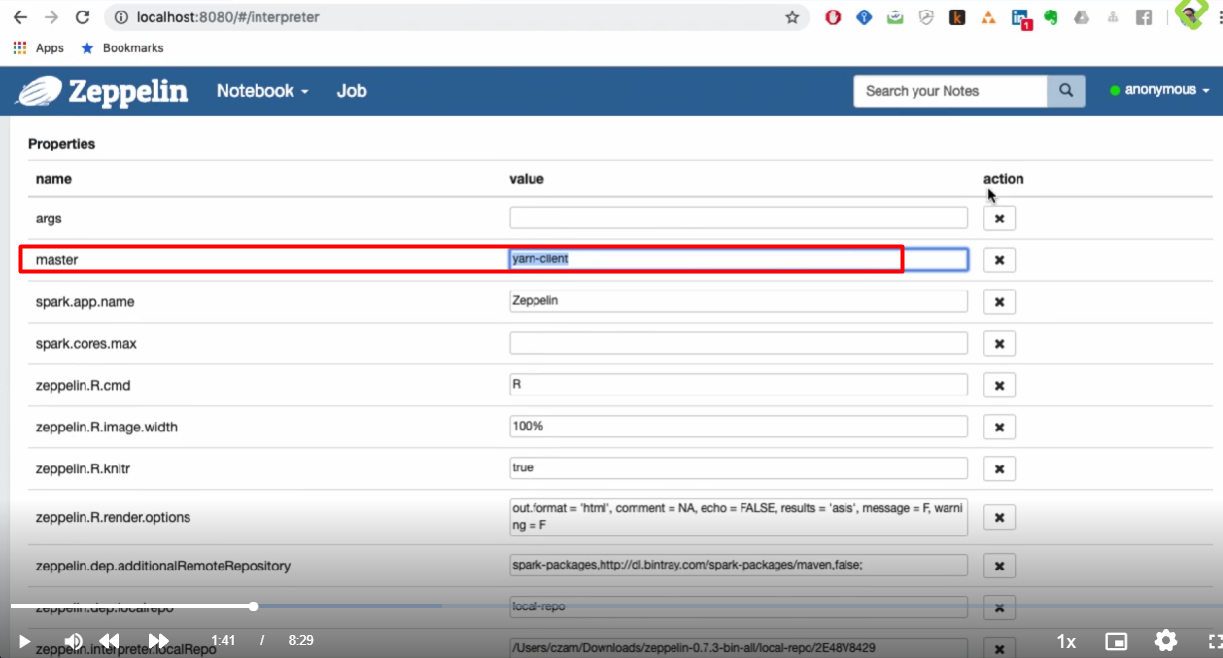 localhost:8080/#/interpreter
1
Apps Bookmarks
Zeppelin Notebook Job Search your Notes anonymous
Properties
name value action
args
master yarn-client
spark.app.name Zeppelin
spark.cores.max
zeppelin.R.cmd R
zeppelin.R.image.width 100%
zeppelin.R.knitr true
zeppelin.R.render.options out.format = 'html', comment = NA, echo = FALSE, results = 'asis', message = F, warni
ng = F
zeppelin.dep.additionalRemoteRepository spark-packages,http://dl.bintray.com/spark-packages/maven,false;
zeppelin.dep.localrepo local-repo
1:41 / 8:29 1x
zeppelin.interpreter.localRepo /Users/czam/Downloads/zeppelin-0.7.3-bin-all/local-repo/2E48V8429